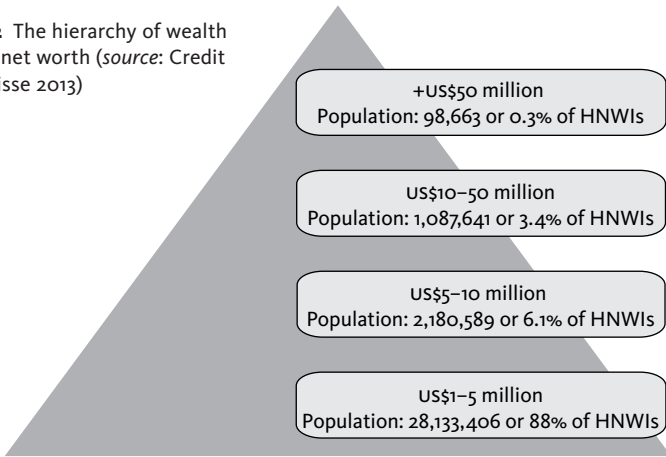 The hierarchy of wealth
net worth (source: Credit
isse 2013)
+US$50 million
Population: 98,663 or 0.3% of HNWIs
US$10–50 million
Population: 1,087,641 or 3.4% of HNWIs
US$5–10 million
Population: 2,180,589 or 6.1% of HNWIs
US$1–5 million
Population: 28,133,406 or 88% of HNWIs